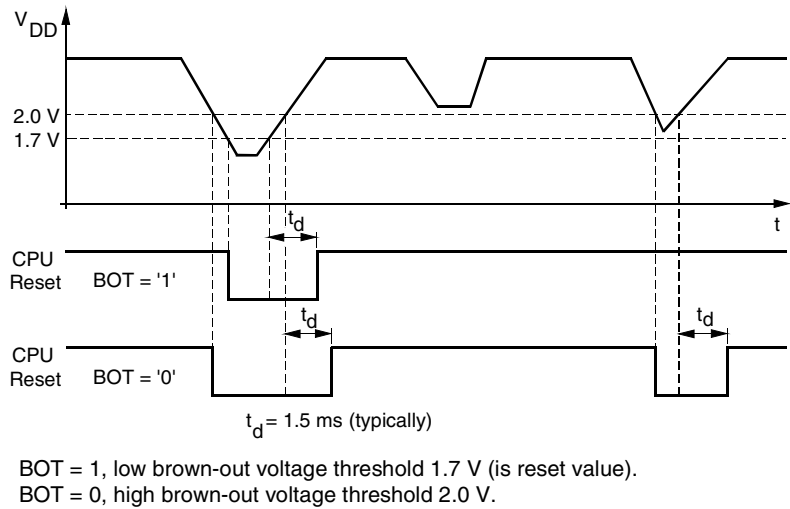 V DD
2.0 V
1.7 V
t
td
CPU Reset
BOT = '1'
td
td
CPU Reset
BOT = '0'
td = 1.5 ms (typically)
BOT = 1, low brown-out voltage threshold 1.7 V (is reset value).
BOT = 0, high brown-out voltage threshold 2.0 V.